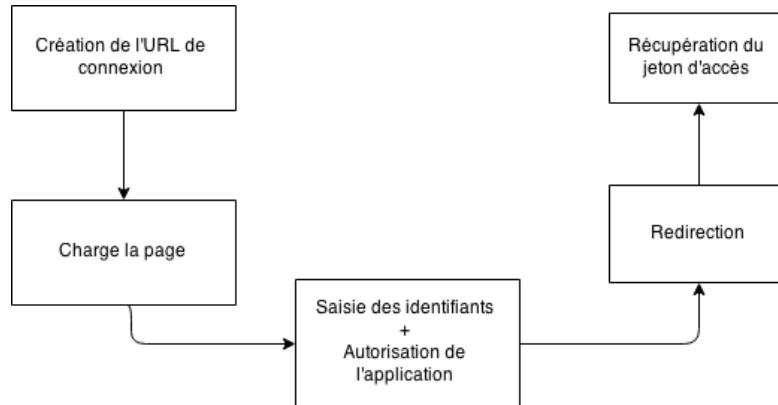 Création de l'URL de
connexion
Charge la page
Saisie des identifiants
+
Autorisation de
l'application
Redirection
Récupération du
jeton d'accès